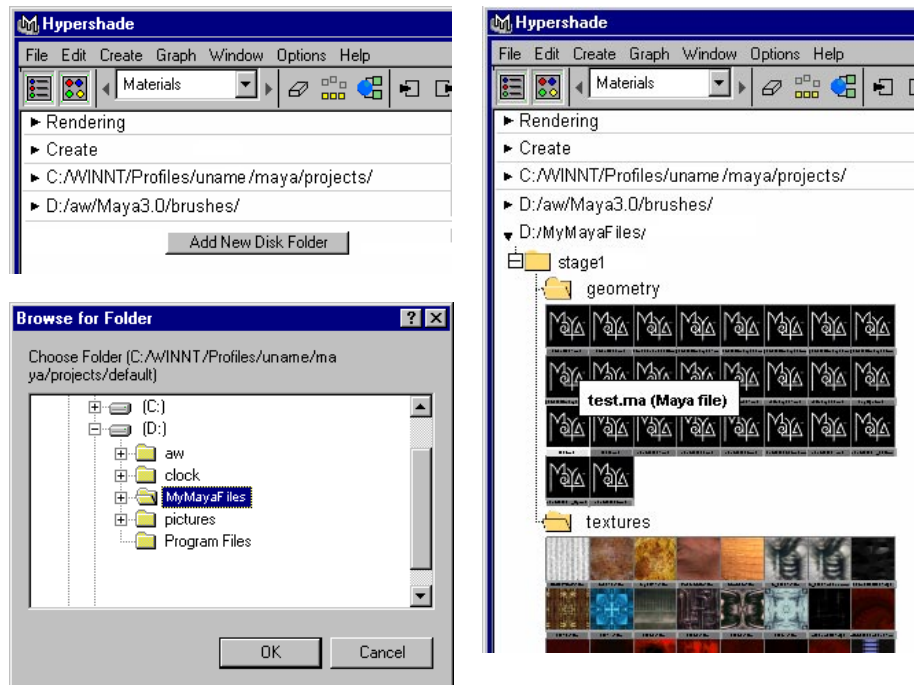 Hypershade
File Edit Create Graph Window Options Help
Materials
Rendering
Create
C:/WINNT/Profiles/uname/maya/projects/
D:/aw/Maya3.0/brushes/
Add New Disk Folder
Browse for Folder
Choose Folder (C:/WINNT/Profiles/uname/ma
ya/projects/default)
(C:)
(D:)
aw
clock
MyMayaFiles
pictures
Program Files
OK Cancel
Hypershade
File Edit Create Graph Window Options Help
Materials
Rendering
Create
C:/WINNT/Profiles/uname/maya/projects/
D:/aw/Maya3.0/brushes/
D:/MyMayaFiles/
stage1
geometry
test.ma (Maya file)
textures